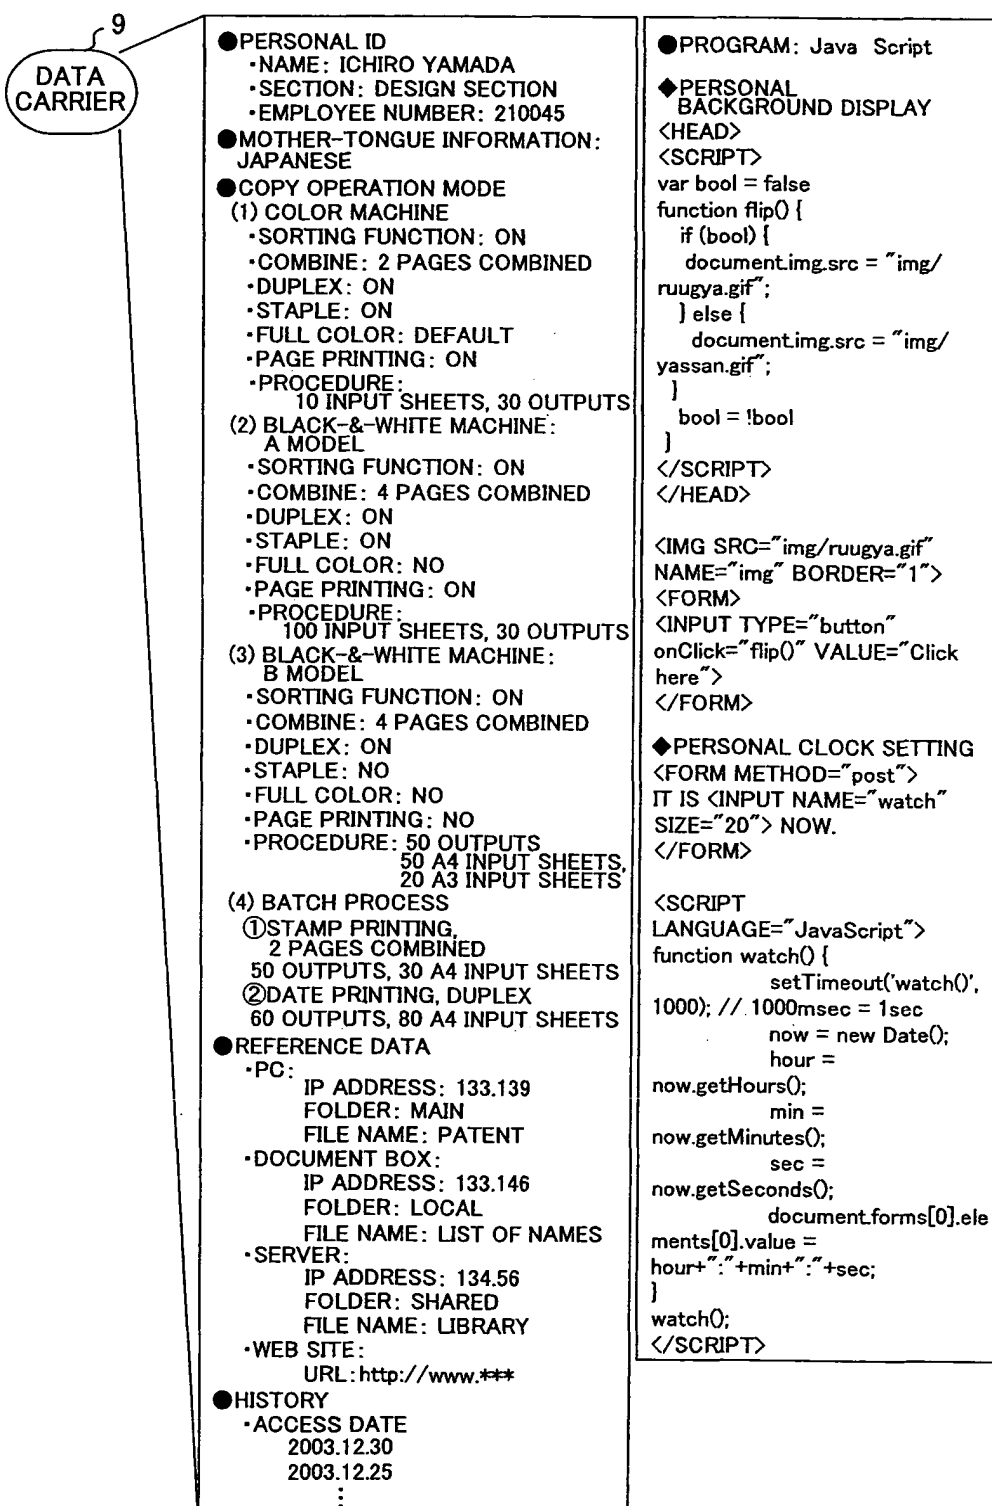 9
DATA
CARRIER
●PERSONAL ID
・NAME: ICHIRO YAMADA
・SECTION: DESIGN SECTION
・EMPLOYEE NUMBER: 210045
●MOTHER-TONGUE INFORMATION:
JAPANESE
●COPY OPERATION MODE
(1) COLOR MACHINE
・SORTING FUNCTION: ON
・COMBINE: 2 PAGES COMBINED
・DUPLEX: ON
・STAPLE: ON
・FULL COLOR: DEFAULT
・PAGE PRINTING: ON
・PROCEDURE:
10 INPUT SHEETS, 30 OUTPUTS
(2) BLACK-&-WHITE MACHINE:
A MODEL
・SORTING FUNCTION: ON
・COMBINE: 4 PAGES COMBINED
・DUPLEX: ON
・STAPLE: ON
・FULL COLOR: NO
・PAGE PRINTING: ON
・PROCEDURE:
100 INPUT SHEETS, 30 OUTPUTS
(3) BLACK-&-WHITE MACHINE:
B MODEL
・SORTING FUNCTION: ON
・COMBINE: 4 PAGES COMBINED
・DUPLEX: ON
・STAPLE: NO
・FULL COLOR: NO
・PAGE PRINTING: NO
・PROCEDURE: 50 OUTPUTS
50 A4 INPUT SHEETS,
20 A3 INPUT SHEETS
(4) BATCH PROCESS
①STAMP PRINTING,
2 PAGES COMBINED
50 OUTPUTS, 30 A4 INPUT SHEETS
②DATE PRINTING, DUPLEX
60 OUTPUTS, 80 A4 INPUT SHEETS
●REFERENCE DATA
・PC:
IP ADDRESS: 133.139
FOLDER: MAIN
FILE NAME: PATENT
・DOCUMENT BOX:
IP ADDRESS: 133.146
FOLDER: LOCAL
FILE NAME: LIST OF NAMES
・SERVER:
IP ADDRESS: 134.56
FOLDER: SHARED
FILE NAME: LIBRARY
・WEB SITE:
URL:http://www.***
●HISTORY
・ACCESS DATE
2003.12.30
2003.12.25
⋮
●PROGRAM: Java Script
◆PERSONAL
BACKGROUND DISPLAY
<HEAD>
<SCRIPT>
var bool = false
function flip() {
if (bool) {
document.img.src = "img/
ruugya.gif";
} else {
document.img.src = "img/
yassan.gif";
}
bool = !bool
}
</SCRIPT>
</HEAD>
<IMG SRC="img/ruugya.gif"
NAME="img" BORDER="1">
<FORM>
<INPUT TYPE="button"
onClick="flip()" VALUE="Click
here">
</FORM>
◆PERSONAL CLOCK SETTING
<FORM METHOD="post">
IT IS <INPUT NAME="watch"
SIZE="20"> NOW.
</FORM>
<SCRIPT
LANGUAGE="JavaScript">
function watch() {
setTimeout('watch()',
1000); // 1000msec = 1sec
now = new Date();
hour =
now.getHours();
min =
now.getMinutes();
sec =
now.getSeconds();
document.forms[0].ele
ments[0].value =
hour+":"+min+":"+sec;
}
watch();
</SCRIPT>